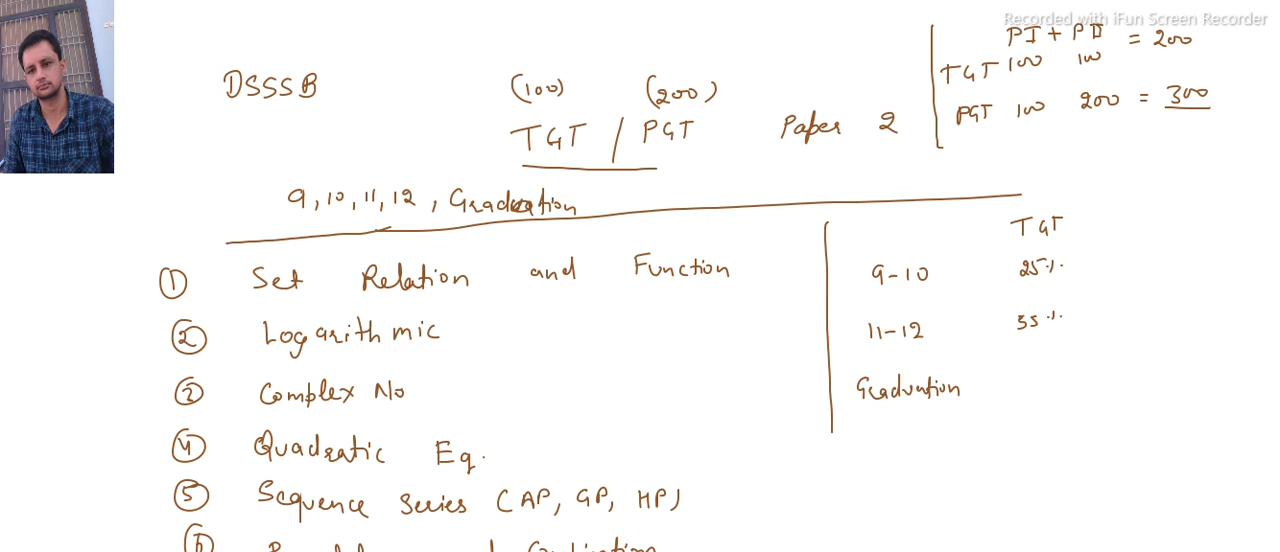 Recorded with iFun Screen Recorder
PI + PII = 200
TGT 100 100
PGT 100 200 = 300
DSSSB
(100) (200)
TGT / PGT Paper 2
9, 10, 11, 12, Graduation
TGT
9-10 25%
11-12 35%
Graduation
① Set Relation and Function
② Logarithmic
③ Complex No
④ Quadratic Eq.
⑤ Sequence Series (AP, GP, HP)
⑥